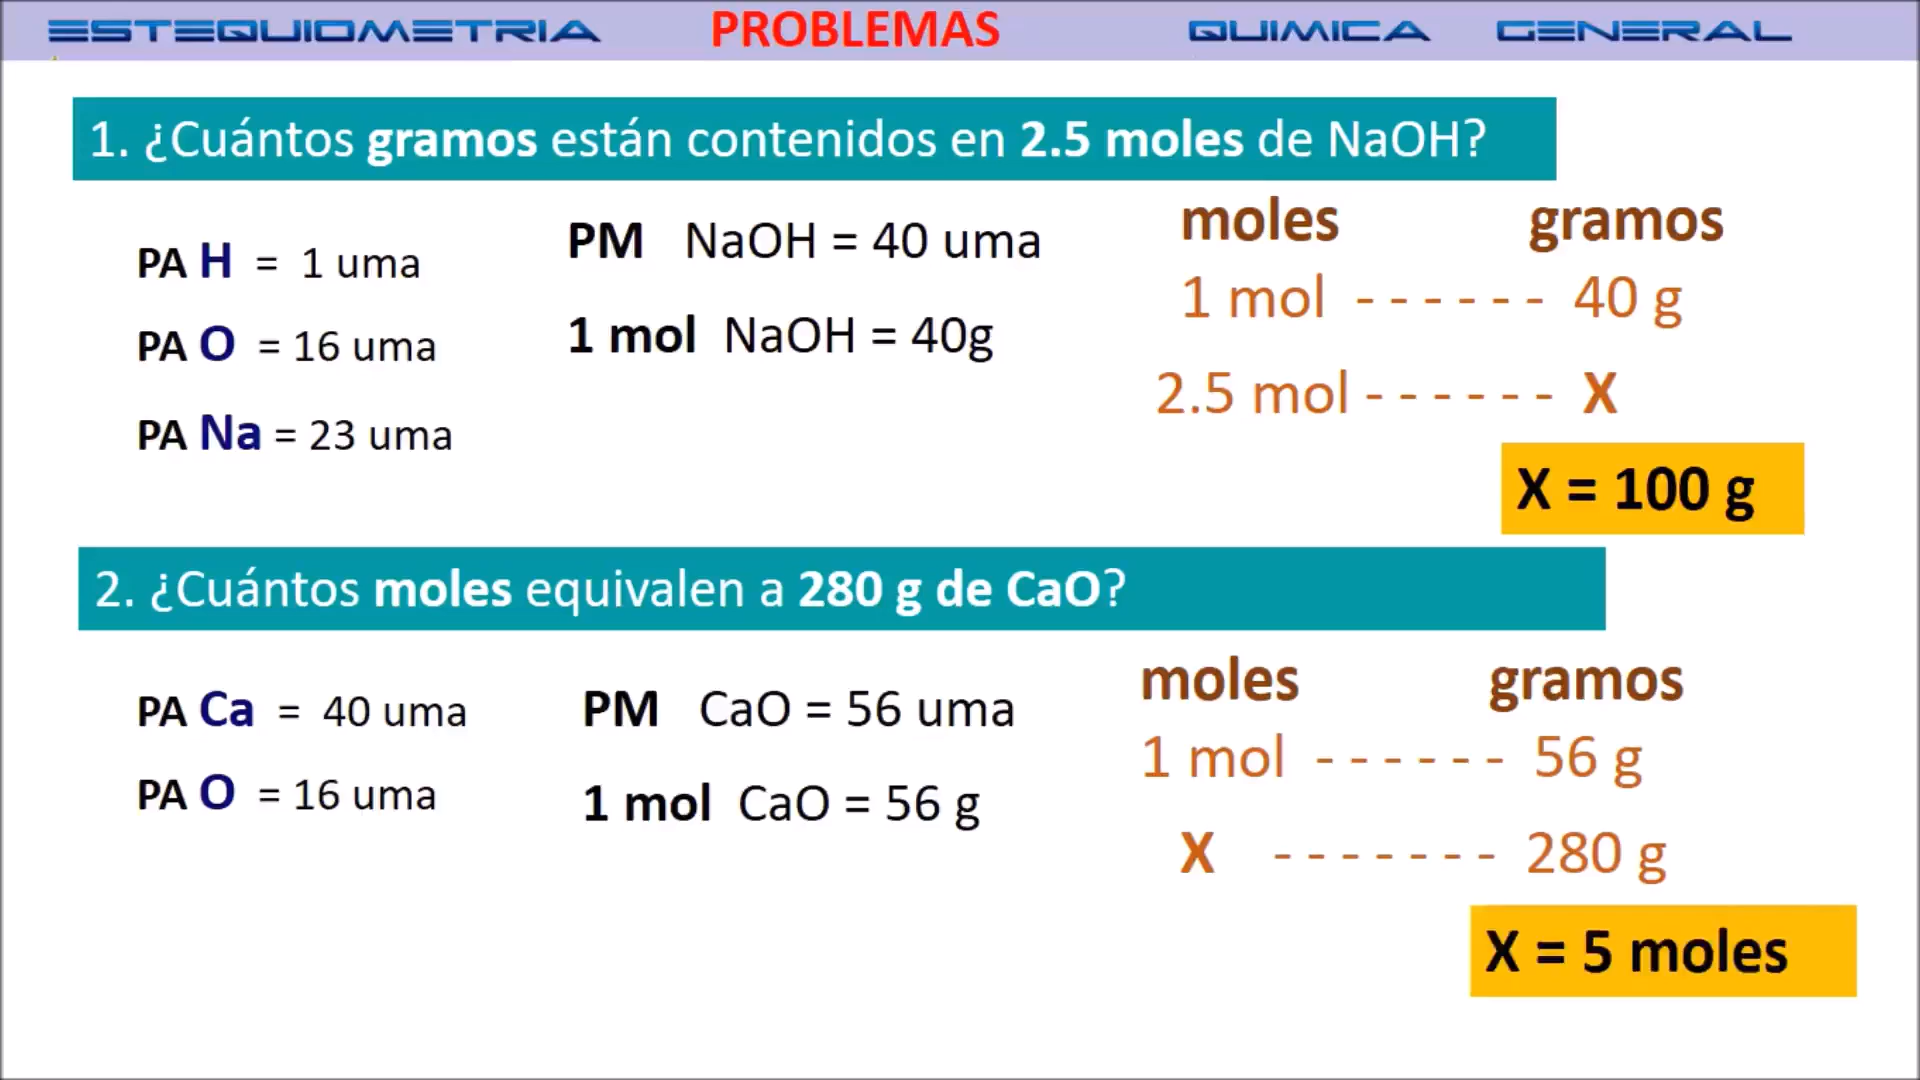 ESTEQUIOMETRIA PROBLEMAS QUIMICA GENERAL
1. ¿Cuántos gramos están contenidos en 2.5 moles de NaOH?
PA H = 1 uma
PA O = 16 uma
PA Na = 23 uma
PM NaOH = 40 uma
1 mol NaOH = 40g
moles gramos
1 mol - - - - - - 40 g
2.5 mol - - - - - - X
X = 100 g
2. ¿Cuántos moles equivalen a 280 g de CaO?
PA Ca = 40 uma
PA O = 16 uma
PM CaO = 56 uma
1 mol CaO = 56 g
moles gramos
1 mol - - - - - - 56 g
X - - - - - - - 280 g
X = 5 moles